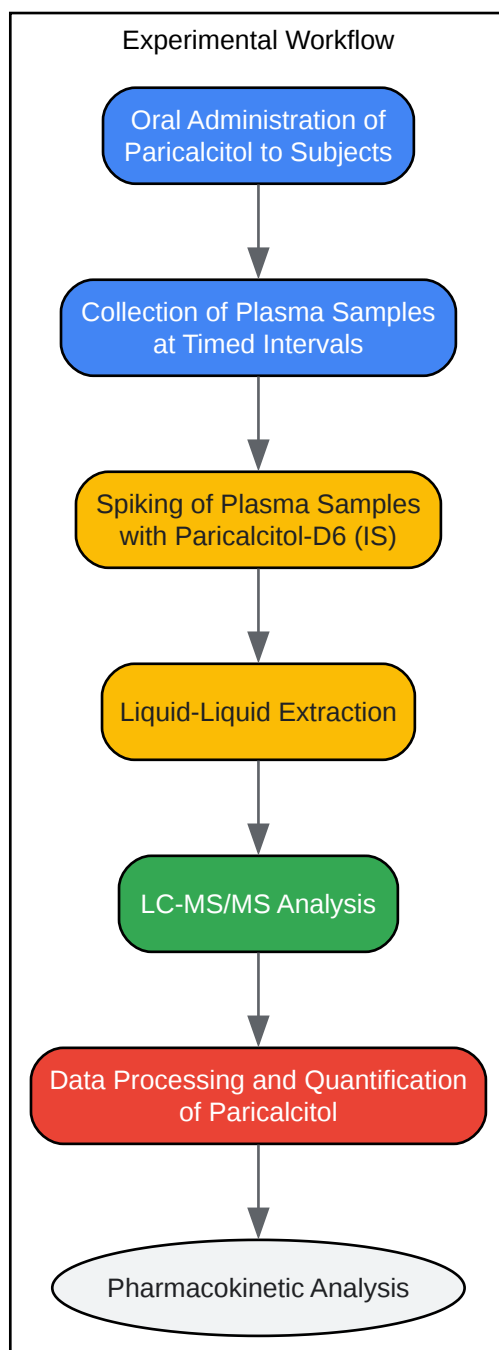 Experimental Workflow
Oral Administration of
Paricalcitol to Subjects
Collection of Plasma Samples
at Timed Intervals
Spiking of Plasma Samples
with Paricalcitol-D6 (IS)
Liquid-Liquid Extraction
LC-MS/MS Analysis
Data Processing and Quantification
of Paricalcitol
Pharmacokinetic Analysis